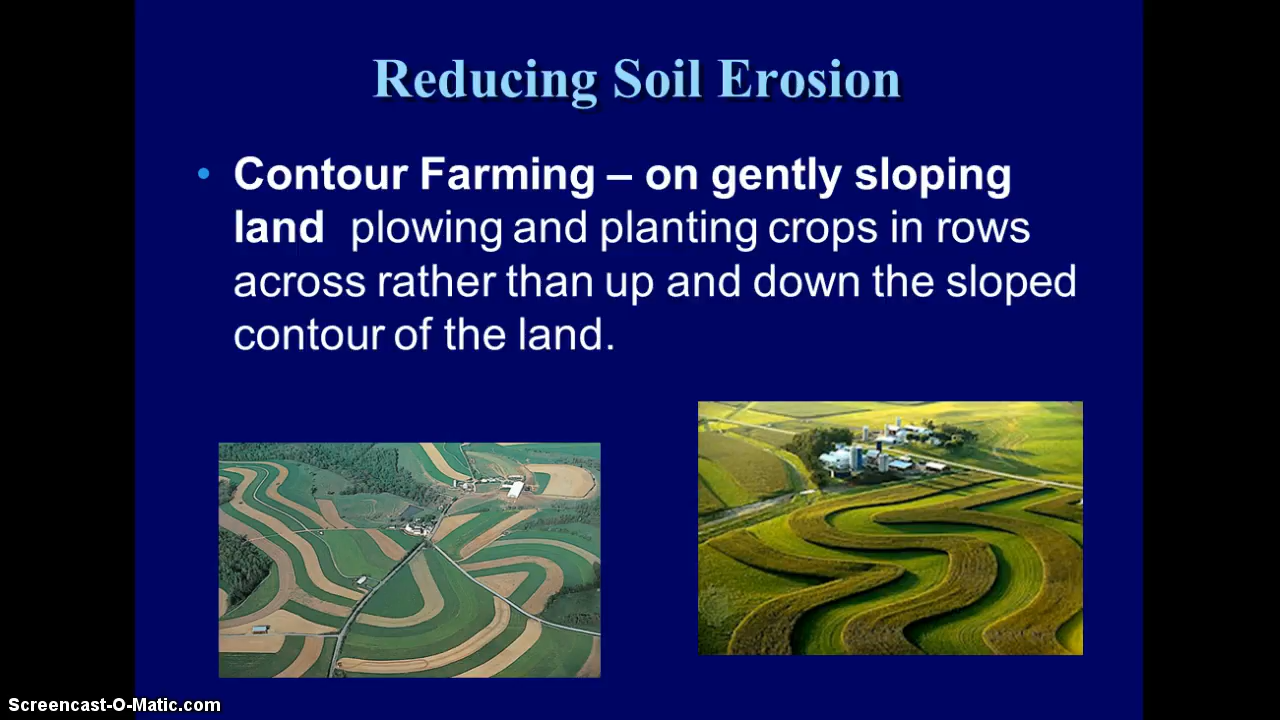 Reducing Soil Erosion
• Contour Farming – on gently sloping
land  plowing and planting crops in rows
across rather than up and down the sloped
contour of the land.
Screencast-O-Matic.com